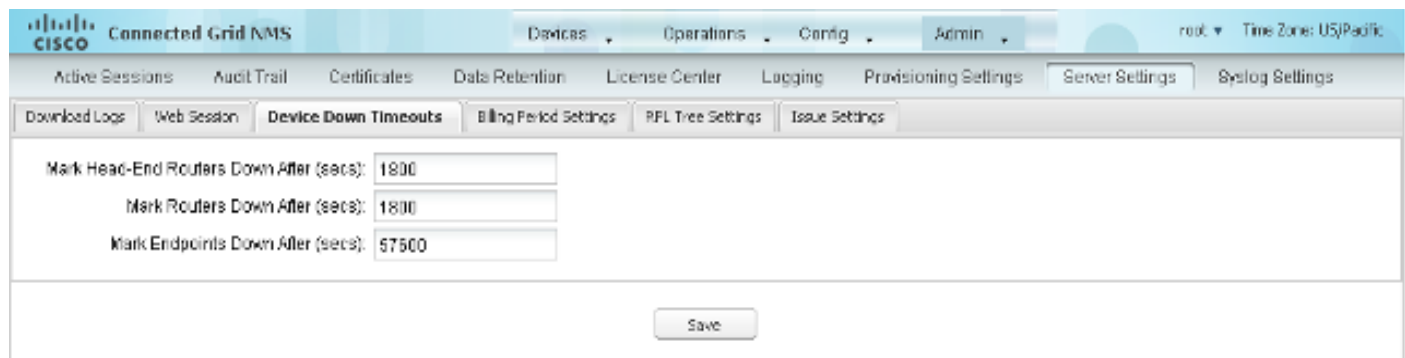 CISCO Connected Grid NMS Devices Operations Config Admin root Time Zone: US/Pacific
Active Sessions Audit Trail Certificates Data Retention License Center Logging Provisioning Settings Server Settings Syslog Settings
Download Logs Web Session Device Down Timeouts Billing Period Settings RPL Tree Settings Issue Settings
Mark Head-End Routers Down After (secs): 1800
Mark Routers Down After (secs): 1800
Mark Endpoints Down After (secs): 57600
Save